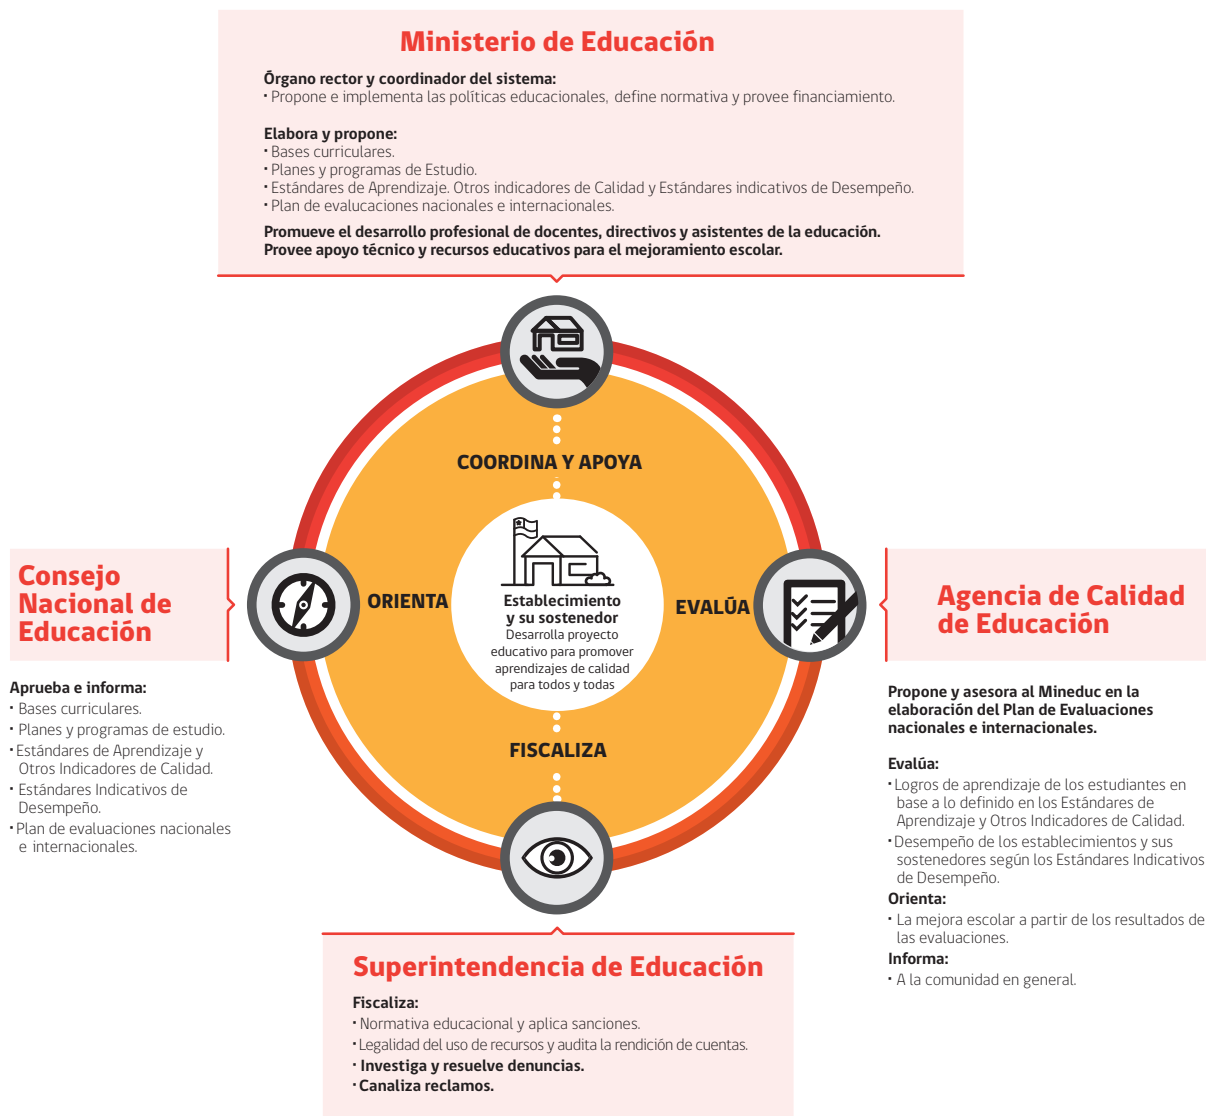 Ministerio de Educación
Órgano rector y coordinador del sistema:
• Propone e implementa las políticas educacionales, define normativa y provee financiamiento.
Elabora y propone:
• Bases curriculares.
• Planes y programas de Estudio.
• Estándares de Aprendizaje. Otros indicadores de Calidad y Estándares indicativos de Desempeño.
• Plan de evalucaciones nacionales e internacionales.
Promueve el desarrollo profesional de docentes, directivos y asistentes de la educación.
Provee apoyo técnico y recursos educativos para el mejoramiento escolar.
COORDINA Y APOYA
Consejo
Nacional de
Educación
Aprueba e informa:
• Bases curriculares.
• Planes y programas de estudio.
• Estándares de Aprendizaje y
Otros Indicadores de Calidad.
• Estándares Indicativos de
Desempeño.
• Plan de evaluaciones nacionales
e internacionales.
ORIENTA
Establecimiento
y su sostenedor
Desarrolla proyecto
educativo para promover
aprendizajes de calidad
para todos y todas
EVALÚA
FISCALIZA
Agencia de Calidad
de Educación
Propone y asesora al Mineduc en la
elaboración del Plan de Evaluaciones
nacionales e internacionales.
Evalúa:
• Logros de aprendizaje de los estudiantes en
base a lo definido en los Estándares de
Aprendizaje y Otros Indicadores de Calidad.
• Desempeño de los establecimientos y sus
sostenedores según los Estándares Indicativos
de Desempeño.
Orienta:
• La mejora escolar a partir de los resultados de
las evaluaciones.
Informa:
• A la comunidad en general.
Superintendencia de Educación
Fiscaliza:
• Normativa educacional y aplica sanciones.
• Legalidad del uso de recursos y audita la rendición de cuentas.
• Investiga y resuelve denuncias.
• Canaliza reclamos.